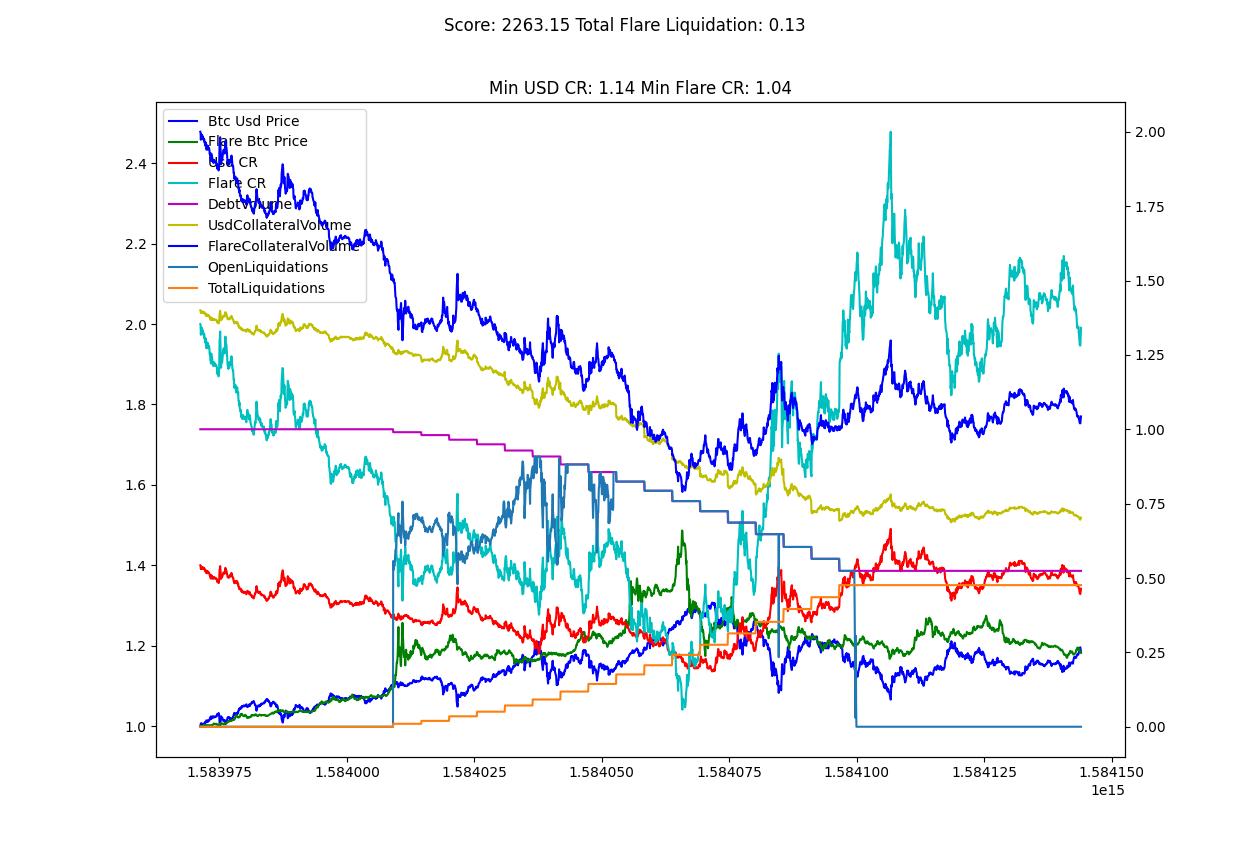 Score: 2263.15 Total Flare Liquidation: 0.13
Min USD CR: 1.14 Min Flare CR: 1.04
Btc Usd Price
Flare Btc Price
Usd CR
Flare CR
DebtVolume
UsdCollateralVolume
FlareCollateralVolume
OpenLiquidations
TotalLiquidations
2.4
2.2
2.0
1.8
1.6
1.4
1.2
1.0
2.00
1.75
1.50
1.25
1.00
0.75
0.50
0.25
0.00
1.583975 1.584000 1.584025 1.584050 1.584075 1.584100 1.584125 1.584150
1e15